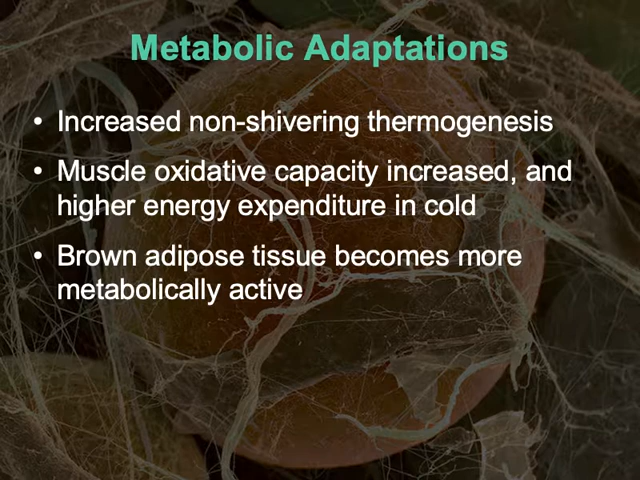 Metabolic Adaptations
• Increased non-shivering thermogenesis
• Muscle oxidative capacity increased, and
higher energy expenditure in cold
• Brown adipose tissue becomes more
metabolically active